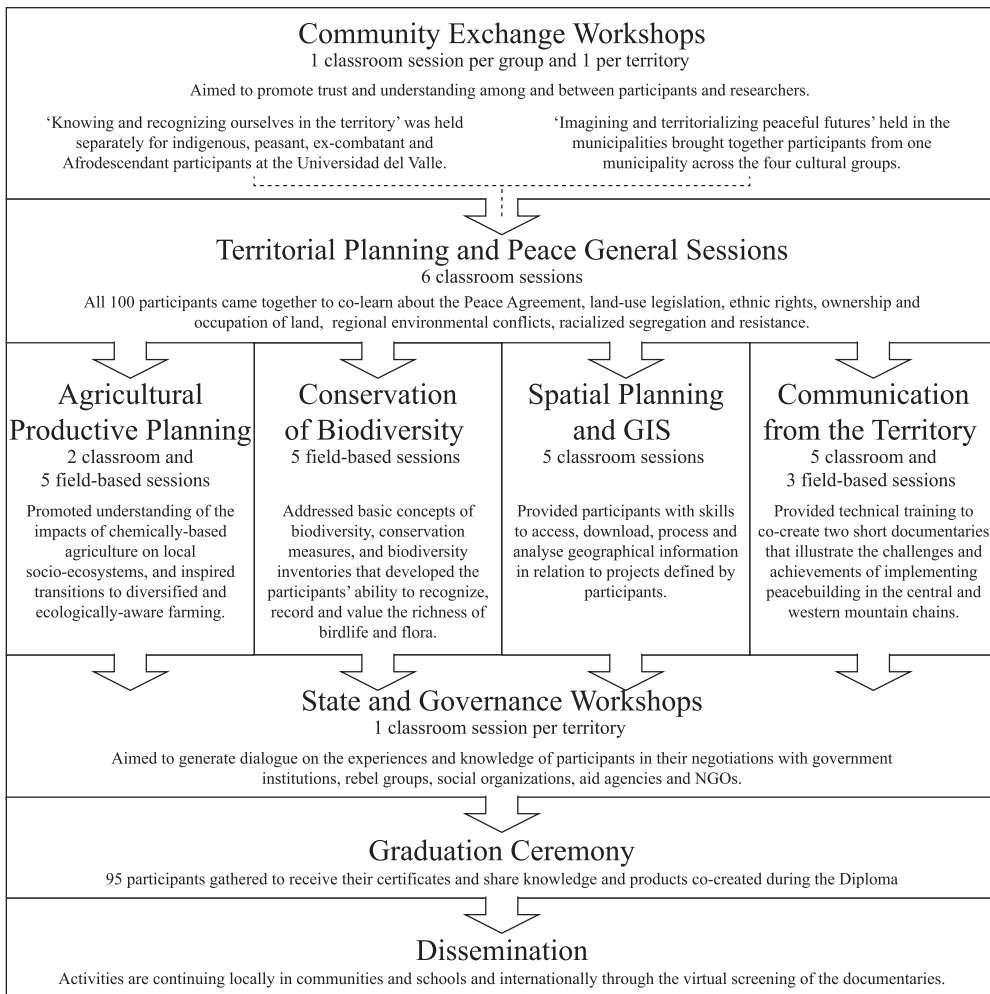 Community Exchange Workshops
1 classroom session per group and 1 per territory
Aimed to promote trust and understanding among and between participants and researchers.
‘Knowing and recognizing ourselves in the territory’ was held
separately for indigenous, peasant, ex-combatant and
Afrodescendant participants at the Universidad del Valle.
‘Imagining and territorializing peaceful futures’ held in the
municipalities brought together participants from one
municipality across the four cultural groups.
Territorial Planning and Peace General Sessions
6 classroom sessions
All 100 participants came together to co-learn about the Peace Agreement, land-use legislation, ethnic rights, ownership and
occupation of land, regional environmental conflicts, racialized segregation and resistance.
Agricultural
Productive Planning
2 classroom and
5 field-based sessions
Promoted understanding of the
impacts of chemically-based
agriculture on local
socio-ecosystems, and inspired
transitions to diversified and
ecologically-aware farming.
Conservation
of Biodiversity
5 field-based sessions
Addressed basic concepts of
biodiversity, conservation
measures, and biodiversity
inventories that developed the
participants’ ability to recognize,
record and value the richness of
birdlife and flora.
Spatial Planning
and GIS
5 classroom sessions
Provided participants with skills
to access, download, process and
analyse geographical information
in relation to projects defined by
participants.
Communication
from the Territory
5 classroom and
3 field-based sessions
Provided technical training to
co-create two short documentaries
that illustrate the challenges and
achievements of implementing
peacebuilding in the central and
western mountain chains.
State and Governance Workshops
1 classroom session per territory
Aimed to generate dialogue on the experiences and knowledge of participants in their negotiations with government
institutions, rebel groups, social organizations, aid agencies and NGOs.
Graduation Ceremony
95 participants gathered to receive their certificates and share knowledge and products co-created during the Diploma
Dissemination
Activities are continuing locally in communities and schools and internationally through the virtual screening of the documentaries.